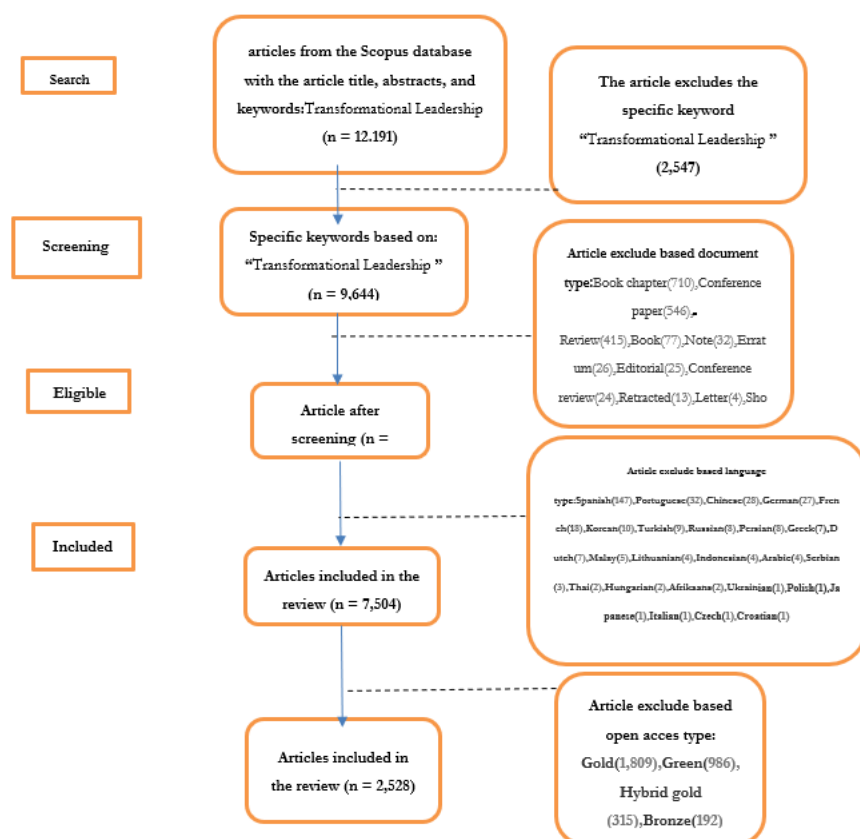 Search
articles from the Scopus database
with the article title, abstracts, and
keywords:Transformational Leadership
(n = 12.191)
The article excludes the
specific keyword
“Transformational Leadership ”
(2,547)
Screening
Specific keywords based on:
“Transformational Leadership ”
(n = 9,644)
Article exclude based document
type:Book chapter(710),Conference
paper(546),-
Review(415),Book(77),Note(32),Errat
um(26),Editorial(25),Conference
review(24),Retracted(13),Letter(4),Sho
Eligible
Article after
screening (n =
Article exclude based language
type:Spanish(147),Portuguese(32),Chinese(28),German(27),Fren
ch(18),Korean(10),Turkish(9),Russian(8),Persian(8),Greek(7),D
utch(7),Malay(5),Lithuanian(4),Indonesian(4),Arabic(4),Serbian
(3),Thai(2),Hungarian(2),Afrikaans(2),Ukrainian(1),Polish(1),Ja
panese(1),Italian(1),Czech(1),Croatian(1)
Included
Articles included in the
review (n = 7,504)
Article exclude based
open acces type:
Gold(1,809),Green(986),
Hybrid gold
(315),Bronze(192)
Articles included in
the review (n = 2,528)